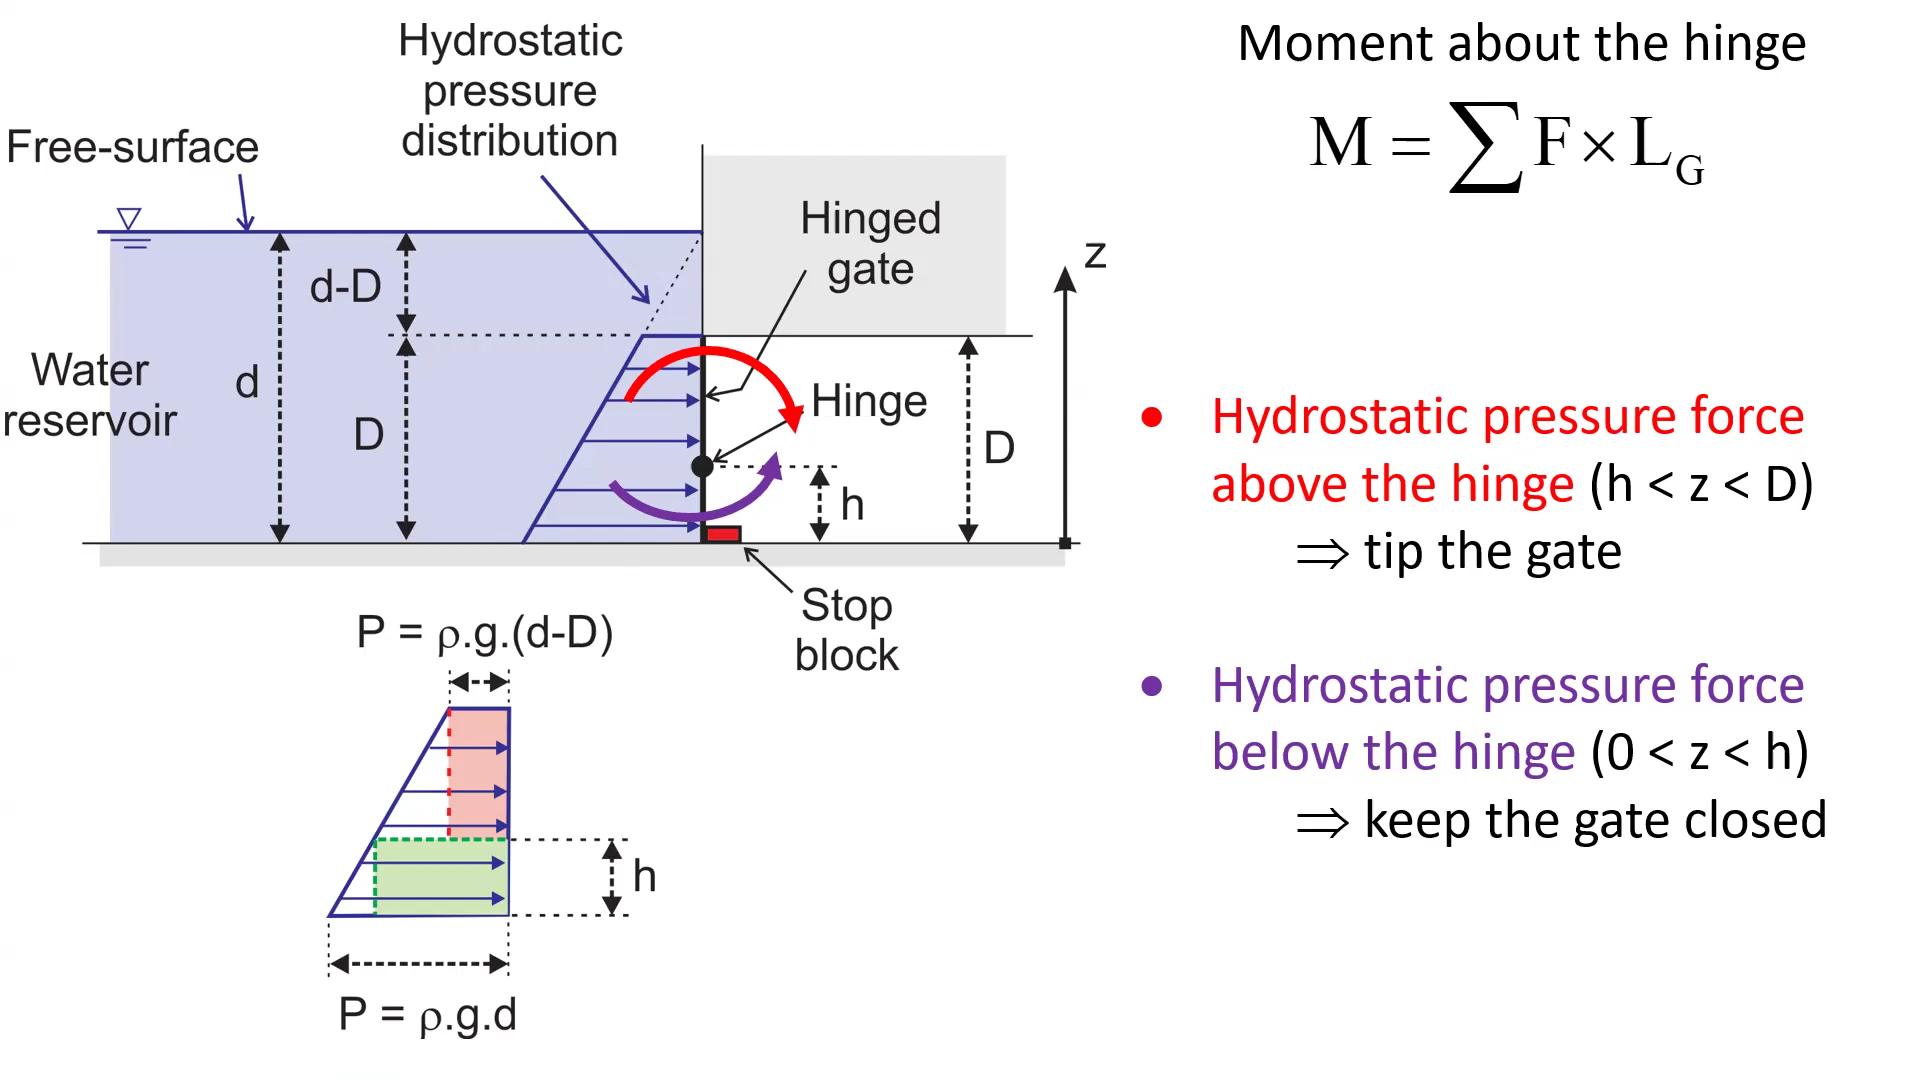 Hydrostatic
pressure
distribution
Free-surface
Moment about the hinge
M = ∑ F × L_G
Hinged
gate
z
d-D
Water
reservoir
d
D
Hinge
D
h
Stop
block
• Hydrostatic pressure force
above the hinge (h < z < D)
⇒ tip the gate
• Hydrostatic pressure force
below the hinge (0 < z < h)
⇒ keep the gate closed
P = ρ.g.(d-D)
h
P = ρ.g.d